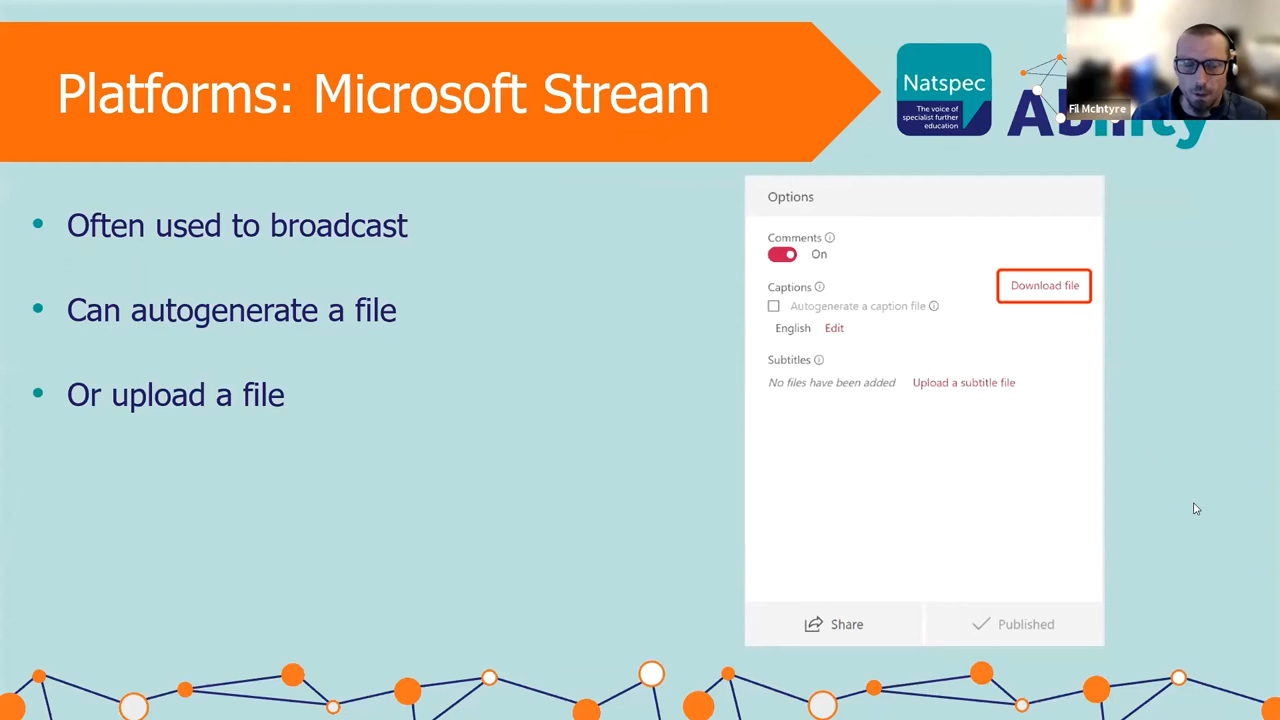 Platforms: Microsoft Stream
Natspec
The voice of
specialist further
education
Fil McIntyre
Often used to broadcast
Can autogenerate a file
Or upload a file
Options
Comments
On
Captions
Download file
Autogenerate a caption file
English Edit
Subtitles
No files have been added Upload a subtitle file
Share
Published